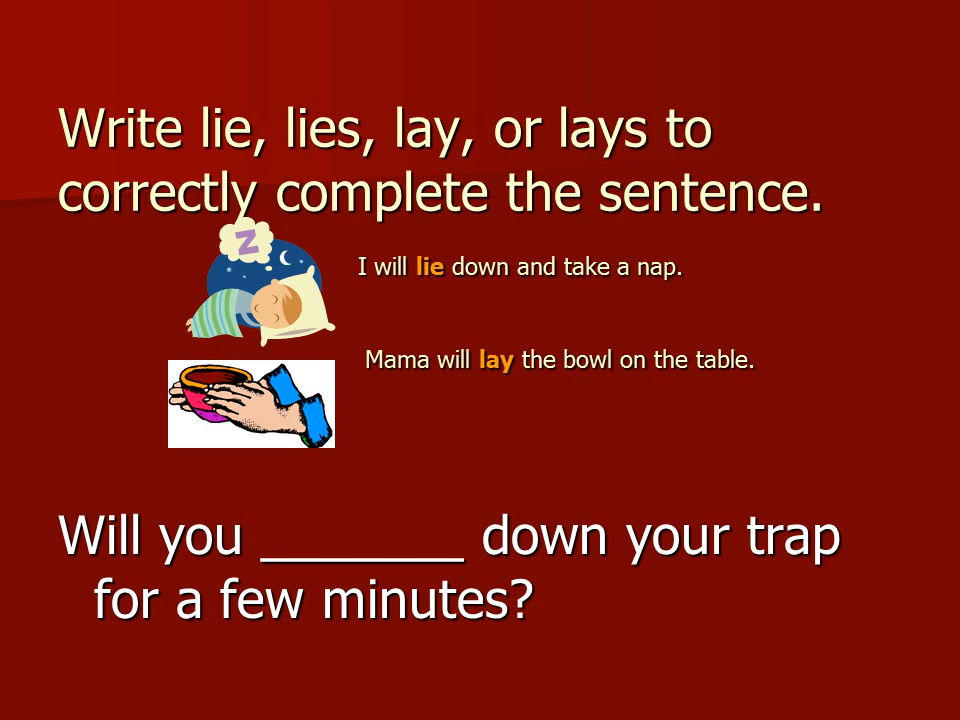 Write lie, lies, lay, or lays to
correctly complete the sentence.
Z
I will lie down and take a nap.
Mama will lay the bowl on the table.
Will you _______ down your trap
for a few minutes?